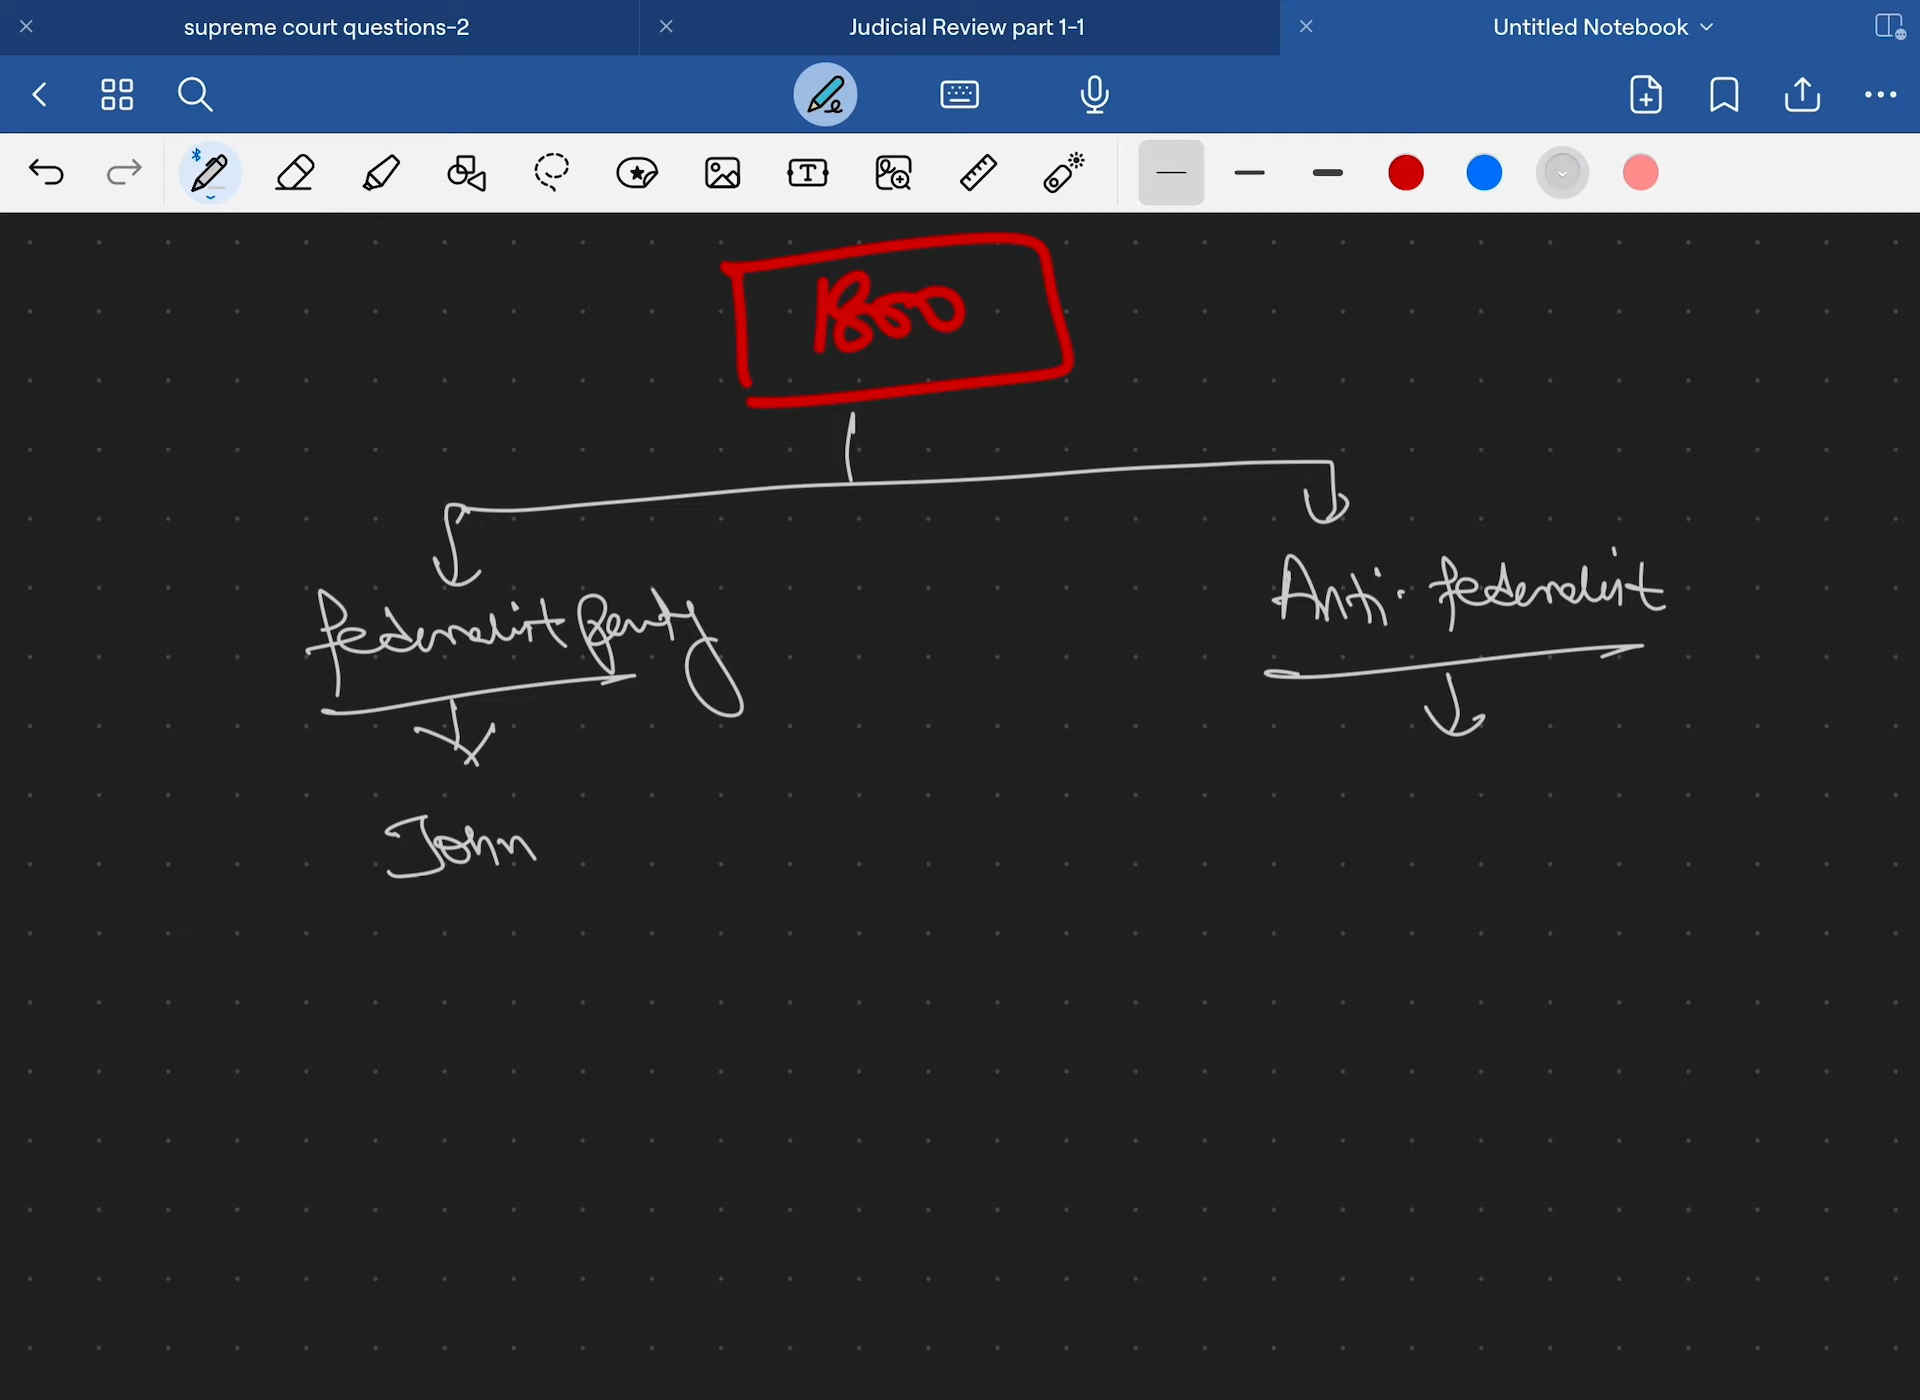 supreme court questions-2
Judicial Review part 1-1
Untitled Notebook
1800
federalist Party
Anti-federalist
John